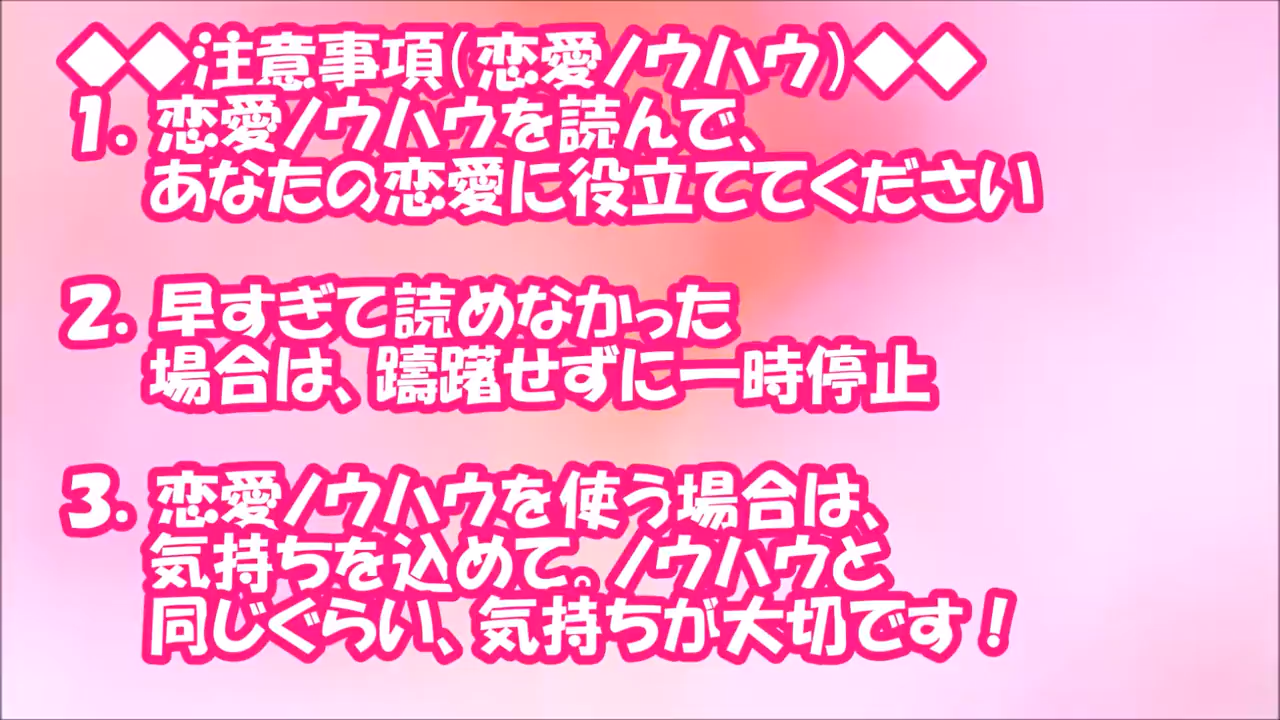 ◆◆注意事項(恋愛ノウハウ)◆◆
1. 恋愛ノウハウを読んで、
あなたの恋愛に役立ててください
2. 早すぎて読めなかった
場合は、躊躇せずに一時停止
3. 恋愛ノウハウを使う場合は、
気持ちを込めて。ノウハウと
同じぐらい、気持ちが大切です!